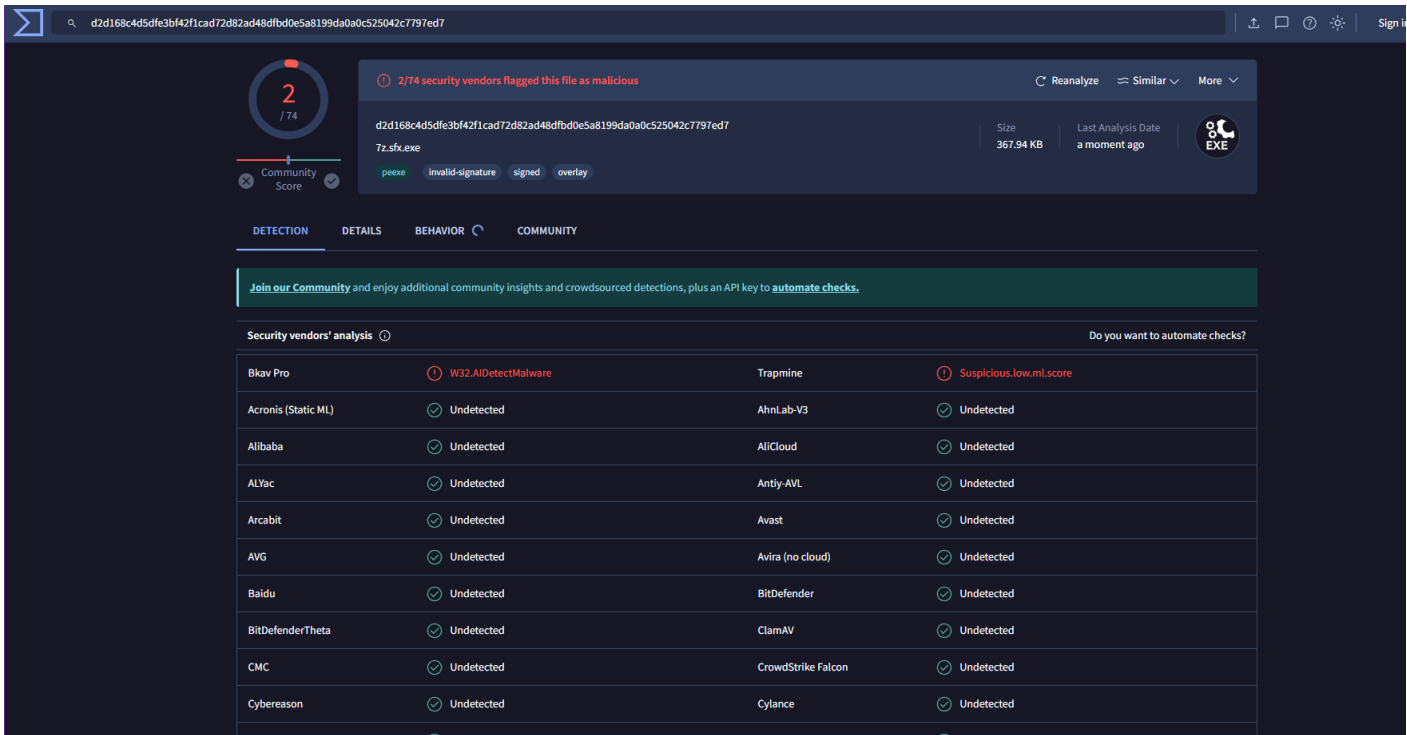 d2d168c4d5dfe3bf42f1cad72d82ad48dfbd0e5a8199da0a0c525042c7797ed7
Sign in
2
/ 74
Community
Score
2/74 security vendors flagged this file as malicious
Reanalyze Similar More
d2d168c4d5dfe3bf42f1cad72d82ad48dfbd0e5a8199da0a0c525042c7797ed7
7z.sfx.exe
peexe invalid-signature signed overlay
Size
367.94 KB
Last Analysis Date
a moment ago
EXE
DETECTION DETAILS BEHAVIOR COMMUNITY
Join our Community and enjoy additional community insights and crowdsourced detections, plus an API key to automate checks.
Security vendors' analysis Do you want to automate checks?
Bkav Pro W32.AIDetectMalware Trapmine Suspicious.low.ml.score
Acronis (Static ML) Undetected AhnLab-V3 Undetected
Alibaba Undetected AliCloud Undetected
ALYac Undetected Antiy-AVL Undetected
Arcabit Undetected Avast Undetected
AVG Undetected Avira (no cloud) Undetected
Baidu Undetected BitDefender Undetected
BitDefenderTheta Undetected ClamAV Undetected
CMC Undetected CrowdStrike Falcon Undetected
Cybereason Undetected Cylance Undetected